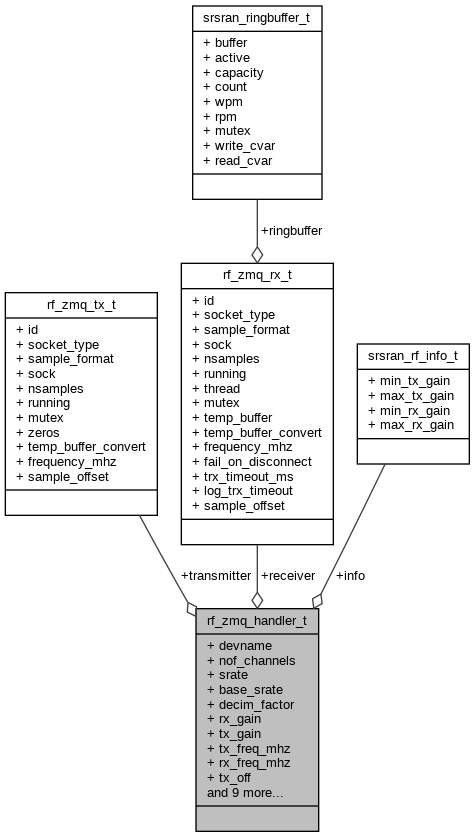 srsran_ringbuffer_t
+ buffer
+ active
+ capacity
+ count
+ wpm
+ rpm
+ mutex
+ write_cvar
+ read_cvar
+ringbuffer
rf_zmq_tx_t
+ id
+ socket_type
+ sample_format
+ sock
+ nsamples
+ running
+ mutex
+ zeros
+ temp_buffer_convert
+ frequency_mhz
+ sample_offset
rf_zmq_rx_t
+ id
+ socket_type
+ sample_format
+ sock
+ nsamples
+ running
+ thread
+ mutex
+ temp_buffer
+ temp_buffer_convert
+ frequency_mhz
+ fail_on_disconnect
+ trx_timeout_ms
+ log_trx_timeout
+ sample_offset
srsran_rf_info_t
+ min_tx_gain
+ max_tx_gain
+ min_rx_gain
+ max_rx_gain
+transmitter
+receiver
+info
rf_zmq_handler_t
+ devname
+ nof_channels
+ srate
+ base_srate
+ decim_factor
+ rx_gain
+ tx_gain
+ tx_freq_mhz
+ rx_freq_mhz
+ tx_off
and 9 more...